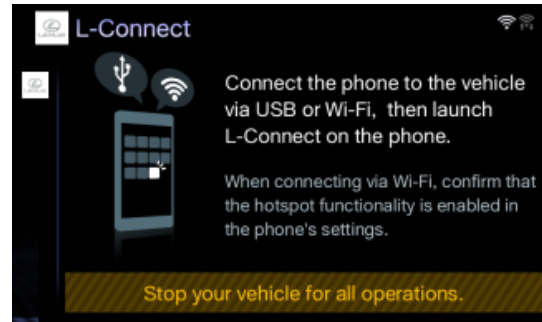 L-Connect
Connect the phone to the vehicle
via USB or Wi-Fi, then launch
L-Connect on the phone.
When connecting via Wi-Fi, confirm that
the hotspot functionality is enabled in
the phone's settings.
Stop your vehicle for all operations.